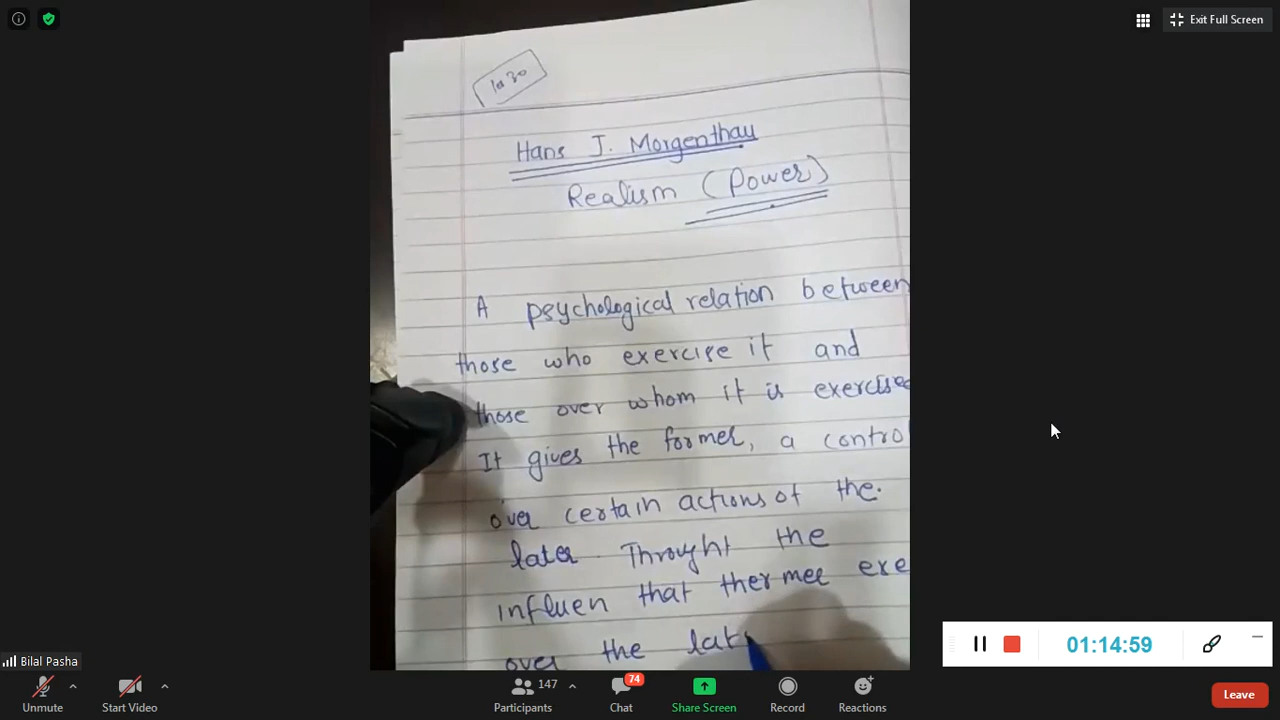 Exit Full Screen
Hans J. Morgenthau
Realism (Power)
A psychological relation between
those who exercise it and
those over whom it is exercised
It gives the former, a contro
over certain actions of the.
later Throught the
influen that thermer exe
over the lat
01:14:59
Bilal Pasha
147
74
Unmute
Start Video
Participants
Chat
Share Screen
Record
Reactions
Leave